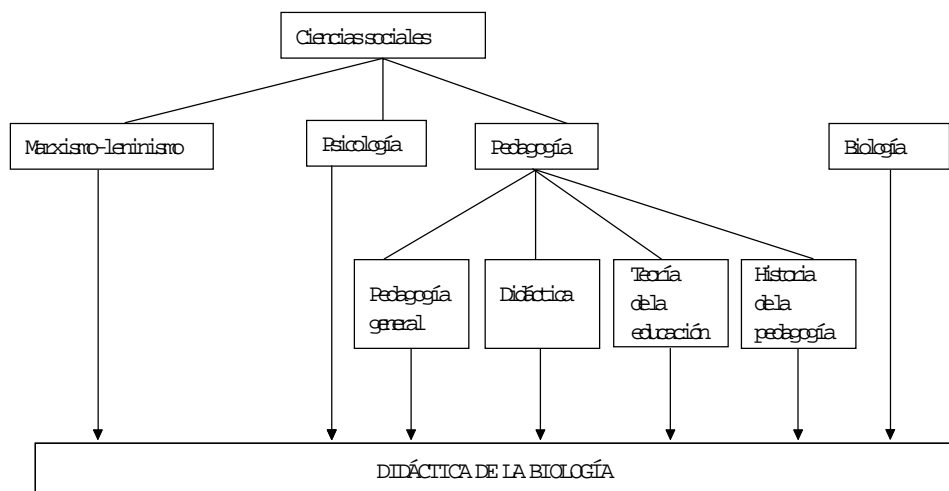 Ciencias sociales
Marxismo-leninismo
Psicología
Pedagogía
Biología
Pedagogía
general
Didáctica
Teoría
de la
educación
Historia
de la
pedagogía
DIDÁCTICA DE LA BIOLOGÍA